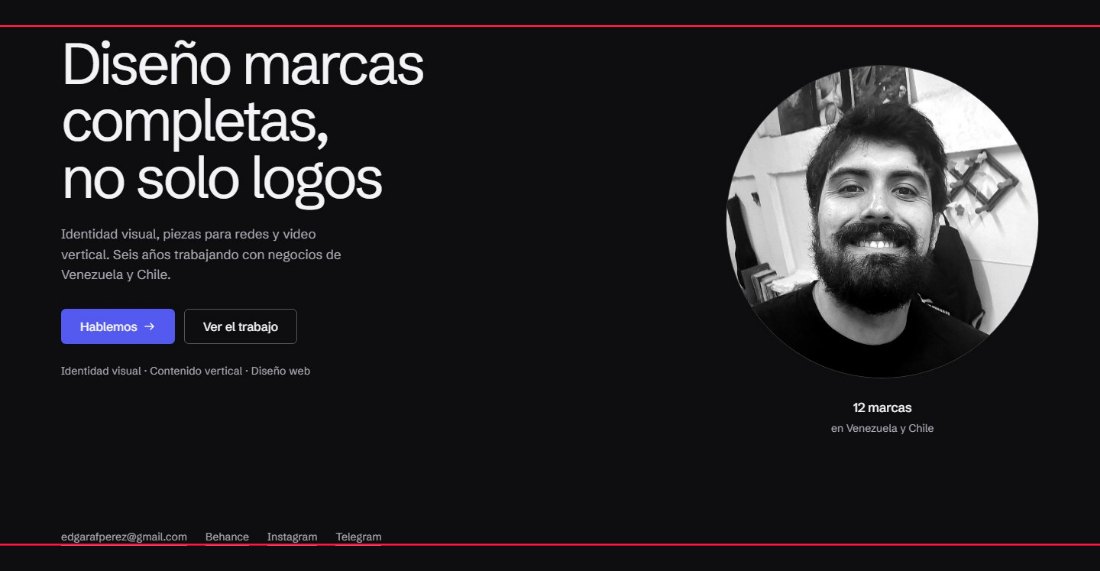 Diseño marcas
completas,
no solo logos
Identidad visual, piezas para redes y video
vertical. Seis años trabajando con negocios de
Venezuela y Chile.
Hablemos →
Ver el trabajo
Identidad visual · Contenido vertical · Diseño web
12 marcas
en Venezuela y Chile
edgarafperez@gmail.com Behance Instagram Telegram